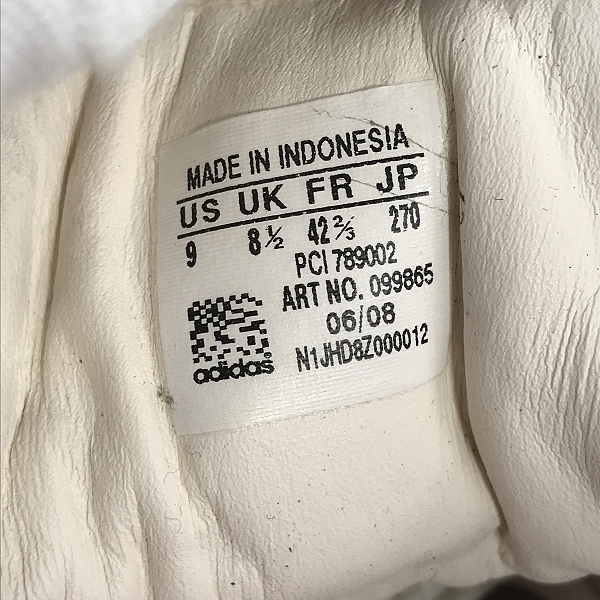 MADE IN INDONESIA
US UK FR JP
9 8½ 42⅔ 270
PCI 789002
ART NO. 099865
06/08
N1JHD8Z000012
adidas®